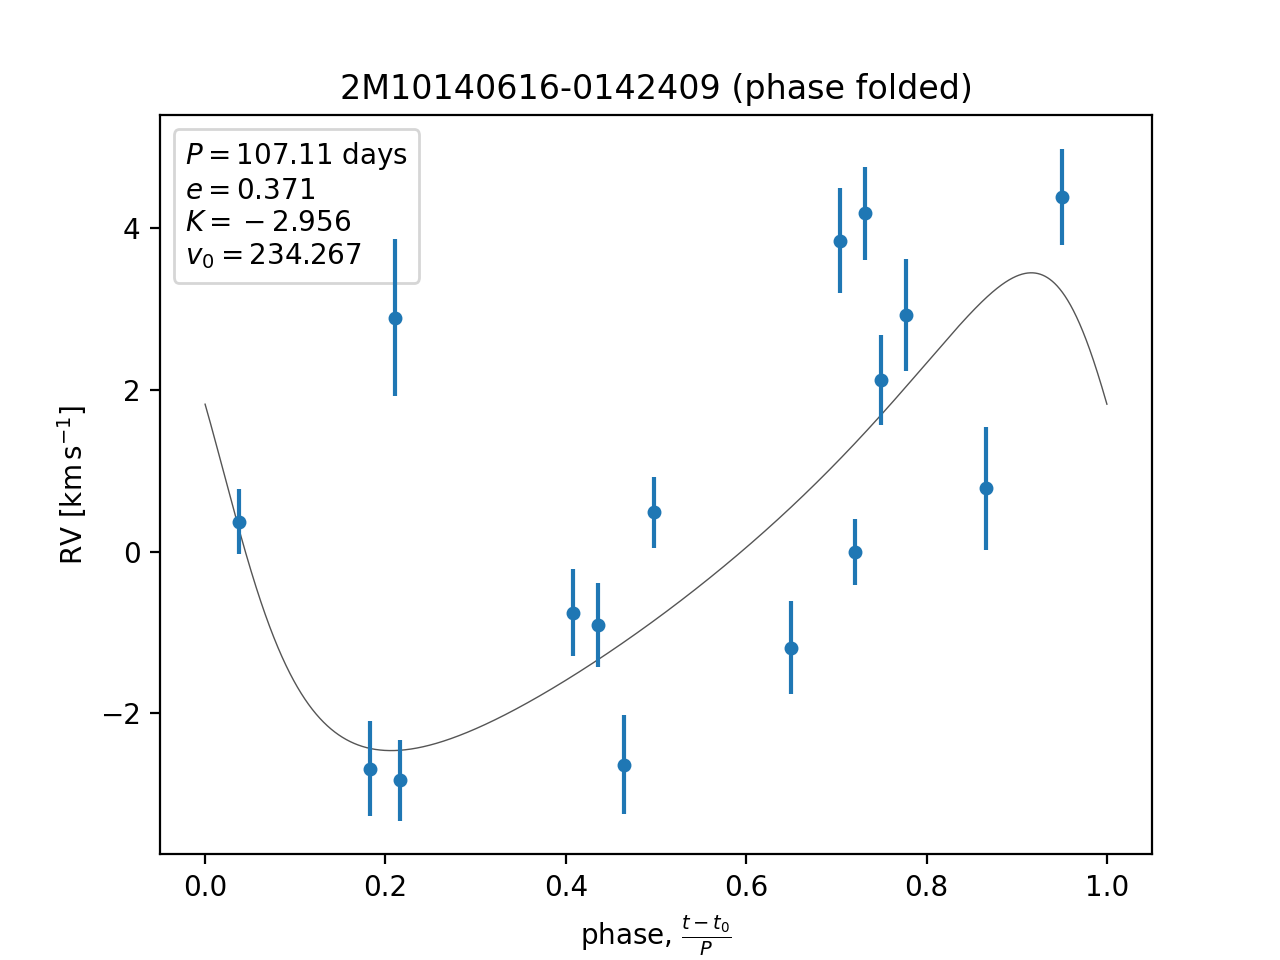 2M10140616-0142409 (phase folded)
P = 107.11 days
e = 0.371
K = − 2.956
v₀ = 234.267
RV [km s⁻¹]
4
2
0
−2
0.0 0.2 0.4 0.6 0.8 1.0
phase, (t − t₀)/P